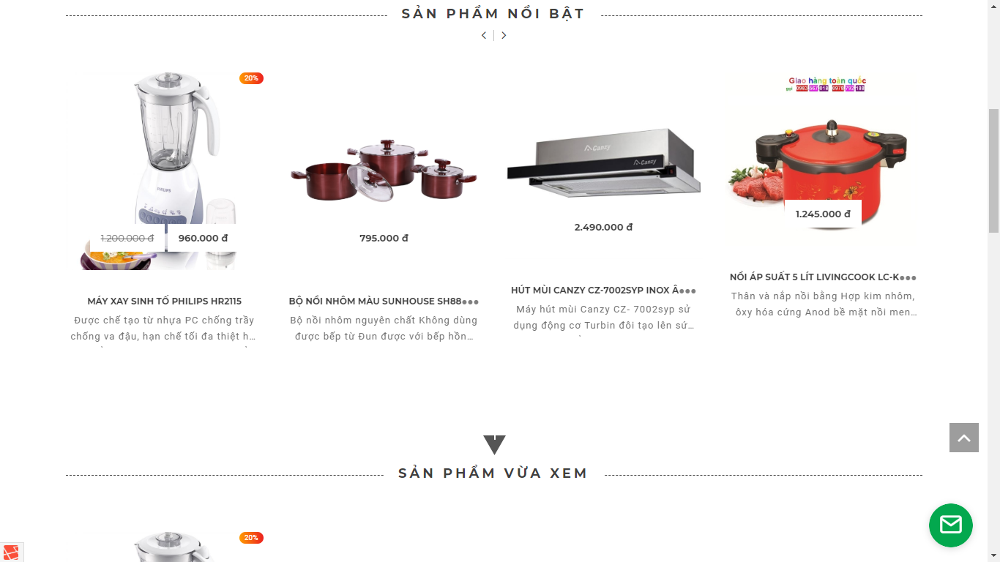 SẢN PHẨM NỔI BẬT
20%
PHILIPS
1.200.000 đ 960.000 đ
MÁY XAY SINH TỐ PHILIPS HR2115
Được chế tạo từ nhựa PC chống trầy
chống va đậu, hạn chế tối đa thiệt h…
795.000 đ
BỘ NỒI NHÔM MÀU SUNHOUSE SH88●●●
Bộ nồi nhôm nguyên chất Không dùng
được bếp từ Đun được với bếp hồn…
Canzy
Canzy
2.490.000 đ
HÚT MÙI CANZY CZ-7002SYP INOX Â●●●
Máy hút mùi Canzy CZ- 7002syp sử
dụng động cơ Turbin đôi tạo lên sứ…
Giao hàng toàn quốc
gọi 0983 667 018 0978 792 188
1.245.000 đ
NỒI ÁP SUẤT 5 LÍT LIVINGCOOK LC-K●●●
Thân và nắp nồi bằng Hợp kim nhôm,
ôxy hóa cứng Anod bề mặt nồi men…
SẢN PHẨM VỪA XEM
20%